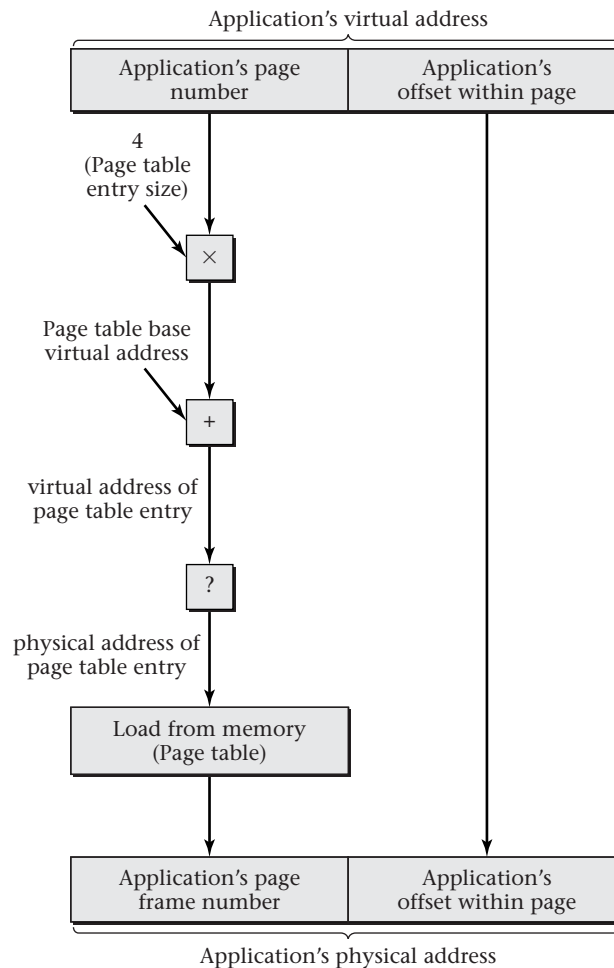 Application's virtual address
Application's page
number
Application's
offset within page
4
(Page table
entry size)
×
Page table base
virtual address
+
virtual address of
page table entry
?
physical address of
page table entry
Load from memory
(Page table)
Application's page
frame number
Application's
offset within page
Application's physical address